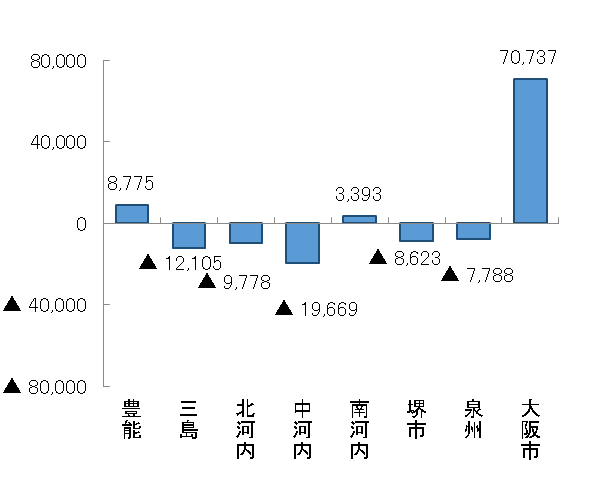 70,737
80,000
40,000
8,775
3,393
0
▲ 12,105
▲ 8,623
▲ 7,788
▲ 9,778
▲ 40,000
▲ 19,669
▲ 80,000
豊能
三島
北河内
中河内
南河内
堺市
泉州
大阪市